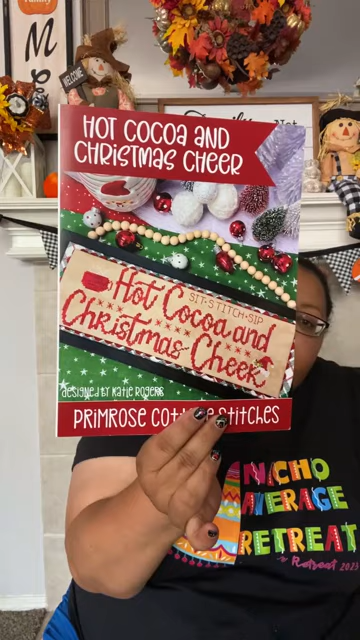 WELCOME
HOT COCOA AND
CHRISTMAS CHEER
Hot Cocoa and
SIT·STITCH·SIP
Christmas Cheer
DESIGNED BY KATIE ROGERS
PRIMROSE COTTAGE STITCHES
NACHO
AVERAGE
RETREAT
Retreat 2023